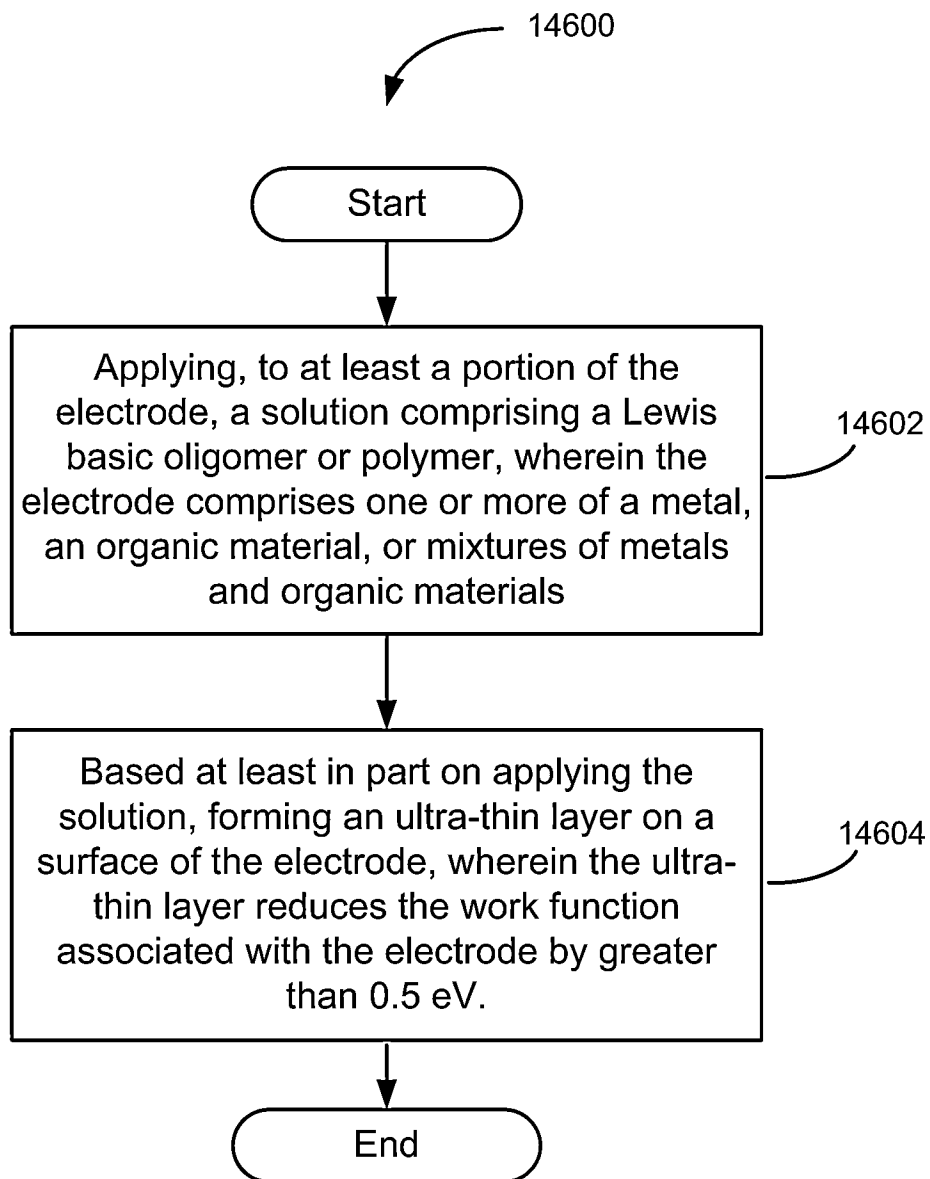 14600
Start
Applying, to at least a portion of the
electrode, a solution comprising a Lewis
basic oligomer or polymer, wherein the
electrode comprises one or more of a metal,
an organic material, or mixtures of metals
and organic materials
14602
Based at least in part on applying the
solution, forming an ultra-thin layer on a
surface of the electrode, wherein the ultra-
thin layer reduces the work function
associated with the electrode by greater
than 0.5 eV.
14604
End